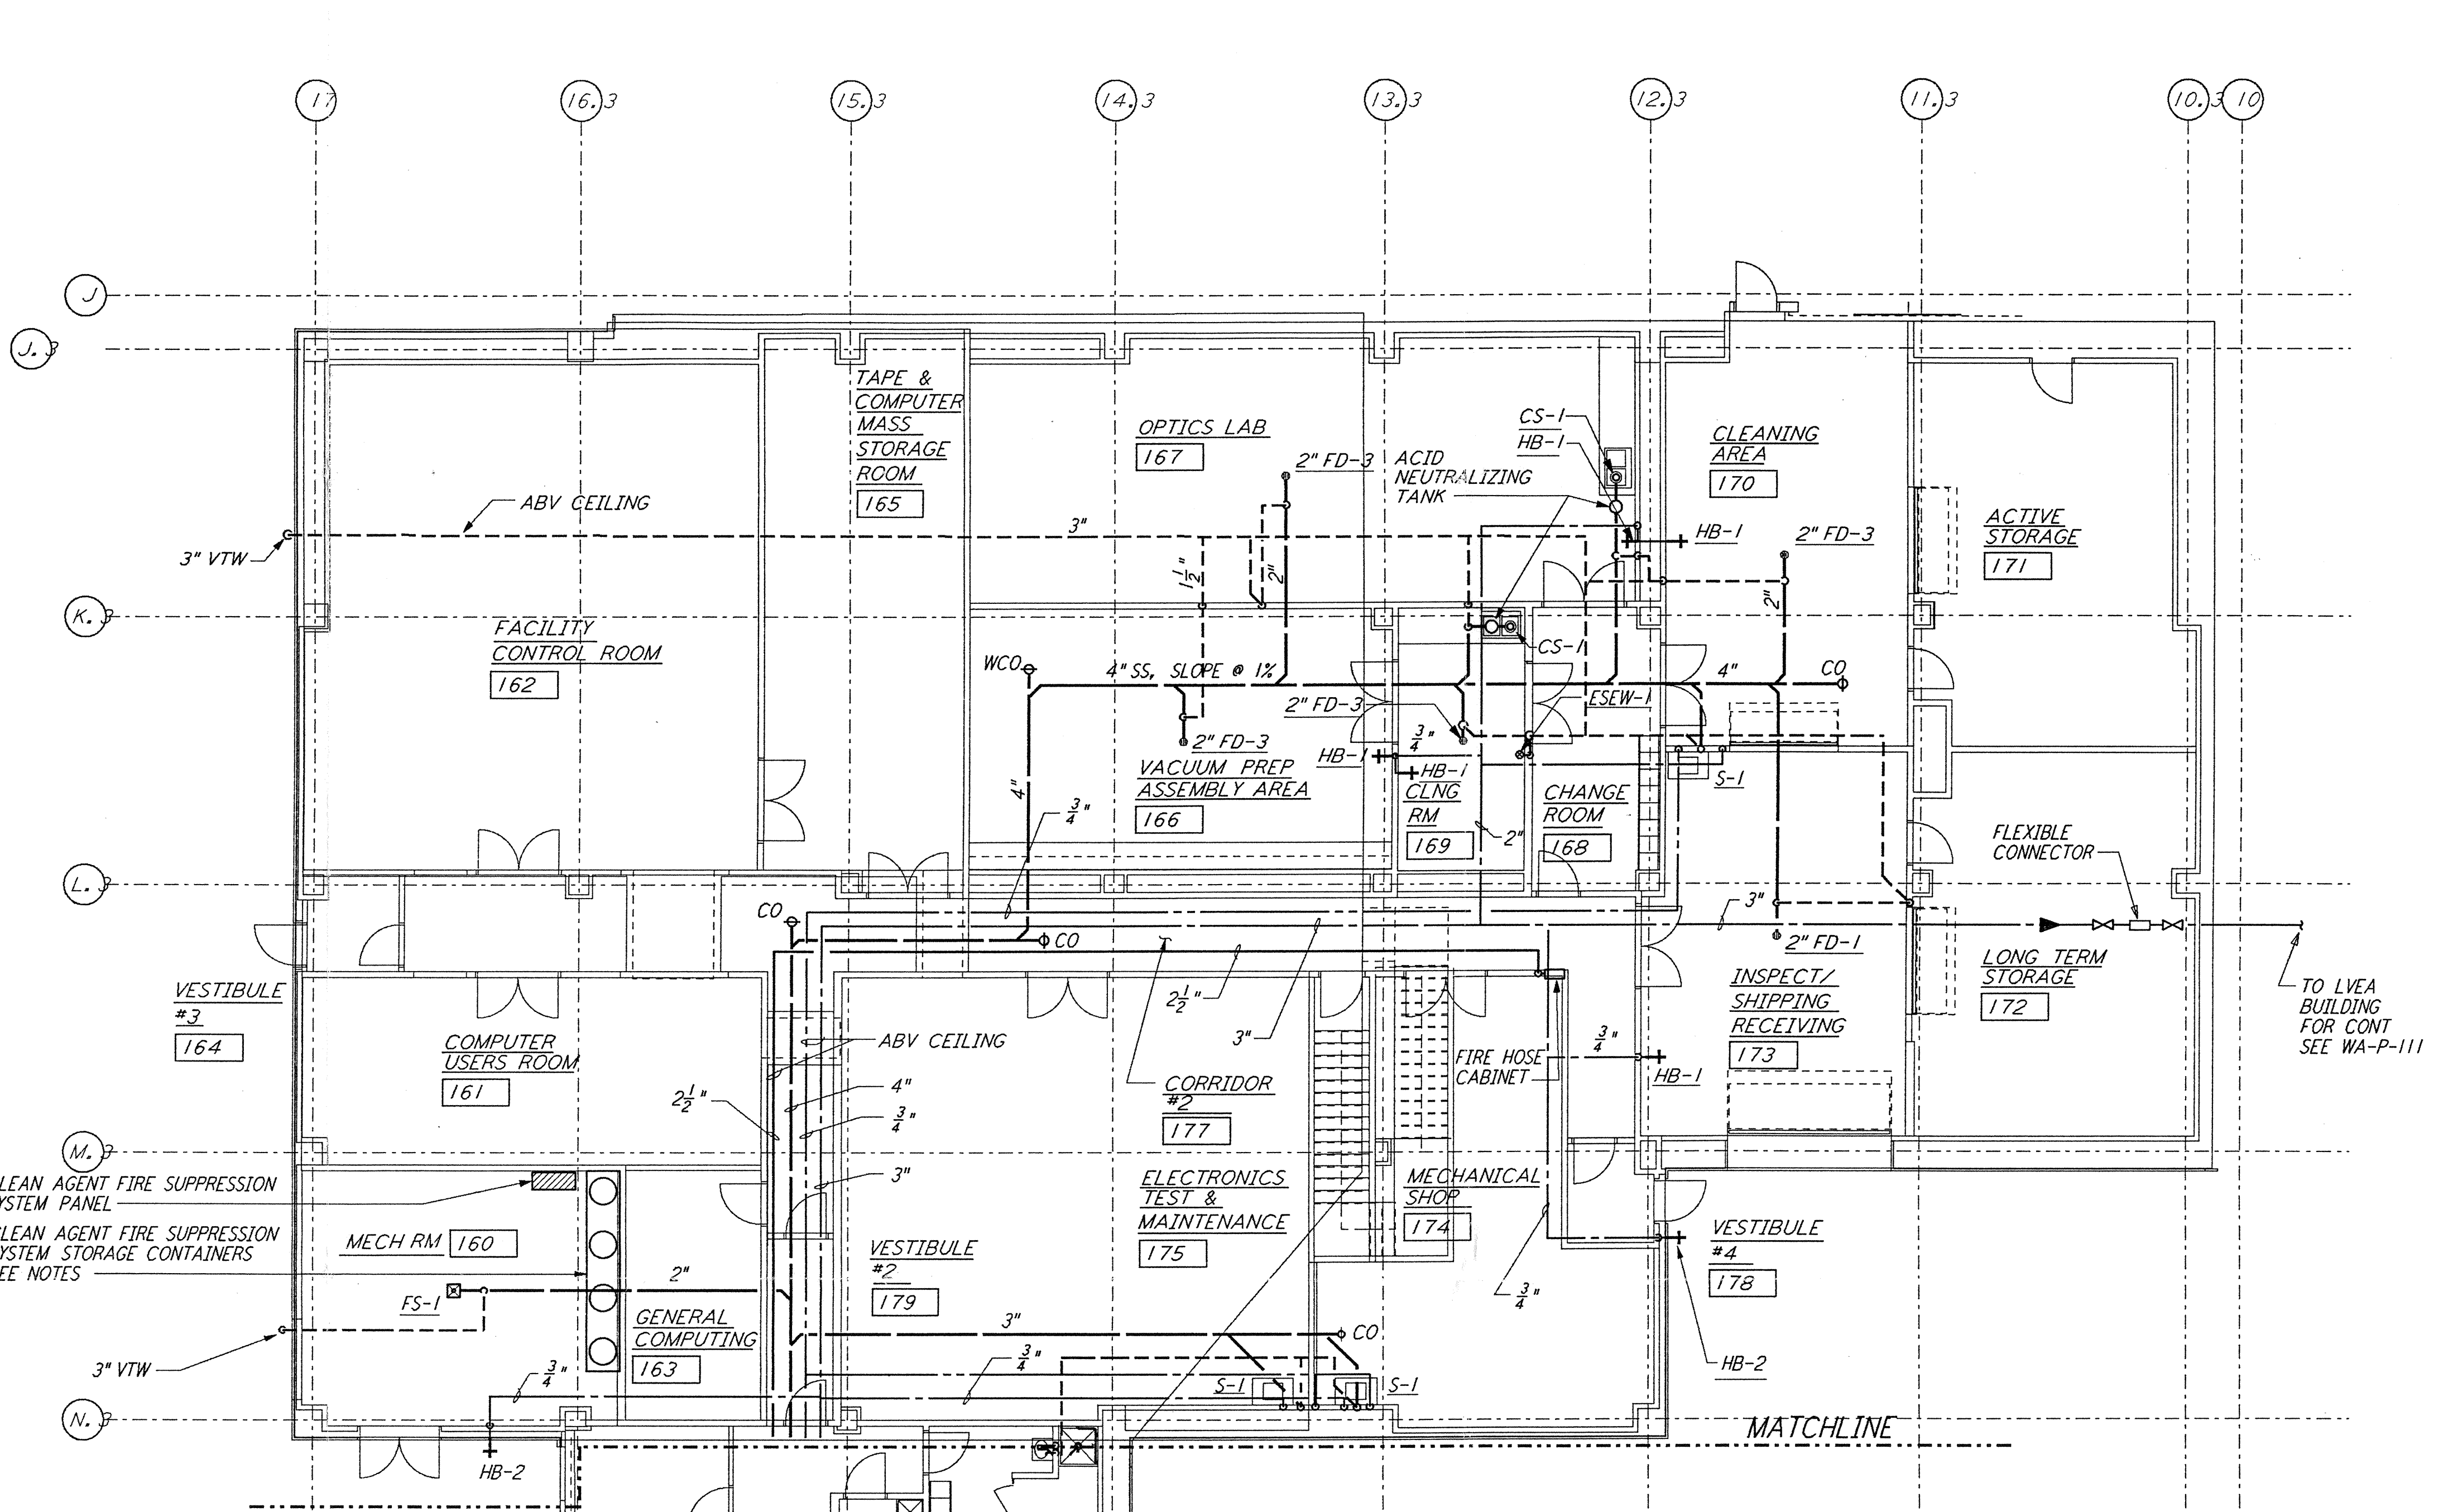 17
16.3
15.3
14.3
13.3
12.3
11.3
10.3
10
J
J.3
TAPE &
COMPUTER
MASS
STORAGE
ROOM
165
OPTICS LAB
167
2" FD-3
ACID
NEUTRALIZING
TANK
CS-1
HB-1
CLEANING
AREA
170
HB-1
2" FD-3
ACTIVE
STORAGE
171
ABV CEILING
3"
3" VTW
1 1/2"
2"
2"
K.3
FACILITY
CONTROL ROOM
162
WCO
4" SS, SLOPE @ 1%
CS-1
4"
CO
2" FD-3
ESEW-1
2" FD-3
3/4"
HB-1
HB-1
VACUUM PREP
ASSEMBLY AREA
166
4"
3/4"
CLNG
RM
169
2"
CHANGE
ROOM
168
S-1
FLEXIBLE
CONNECTOR
L.3
CO
CO
3"
2" FD-1
2 1/2"
3"
VESTIBULE
#3
164
COMPUTER
USERS ROOM
161
ABV CEILING
2 1/2"
4"
3/4"
3"
CORRIDOR
#2
177
FIRE HOSE
CABINET
3/4"
HB-1
INSPECT/
SHIPPING
RECEIVING
173
LONG TERM
STORAGE
172
TO LVEA
BUILDING
FOR CONT
SEE WA-P-111
M.3
LEAN AGENT FIRE SUPPRESSION
YSTEM PANEL
LEAN AGENT FIRE SUPPRESSION
YSTEM STORAGE CONTAINERS
EE NOTES
MECH RM 160
FS-1
2"
GENERAL
COMPUTING
163
VESTIBULE
#2
179
ELECTRONICS
TEST &
MAINTENANCE
175
MECHANICAL
SHOP
174
3/4"
VESTIBULE
#4
178
HB-2
3" VTW
3/4"
3"
CO
3/4"
S-1
S-1
N.3
HB-2
MATCHLINE